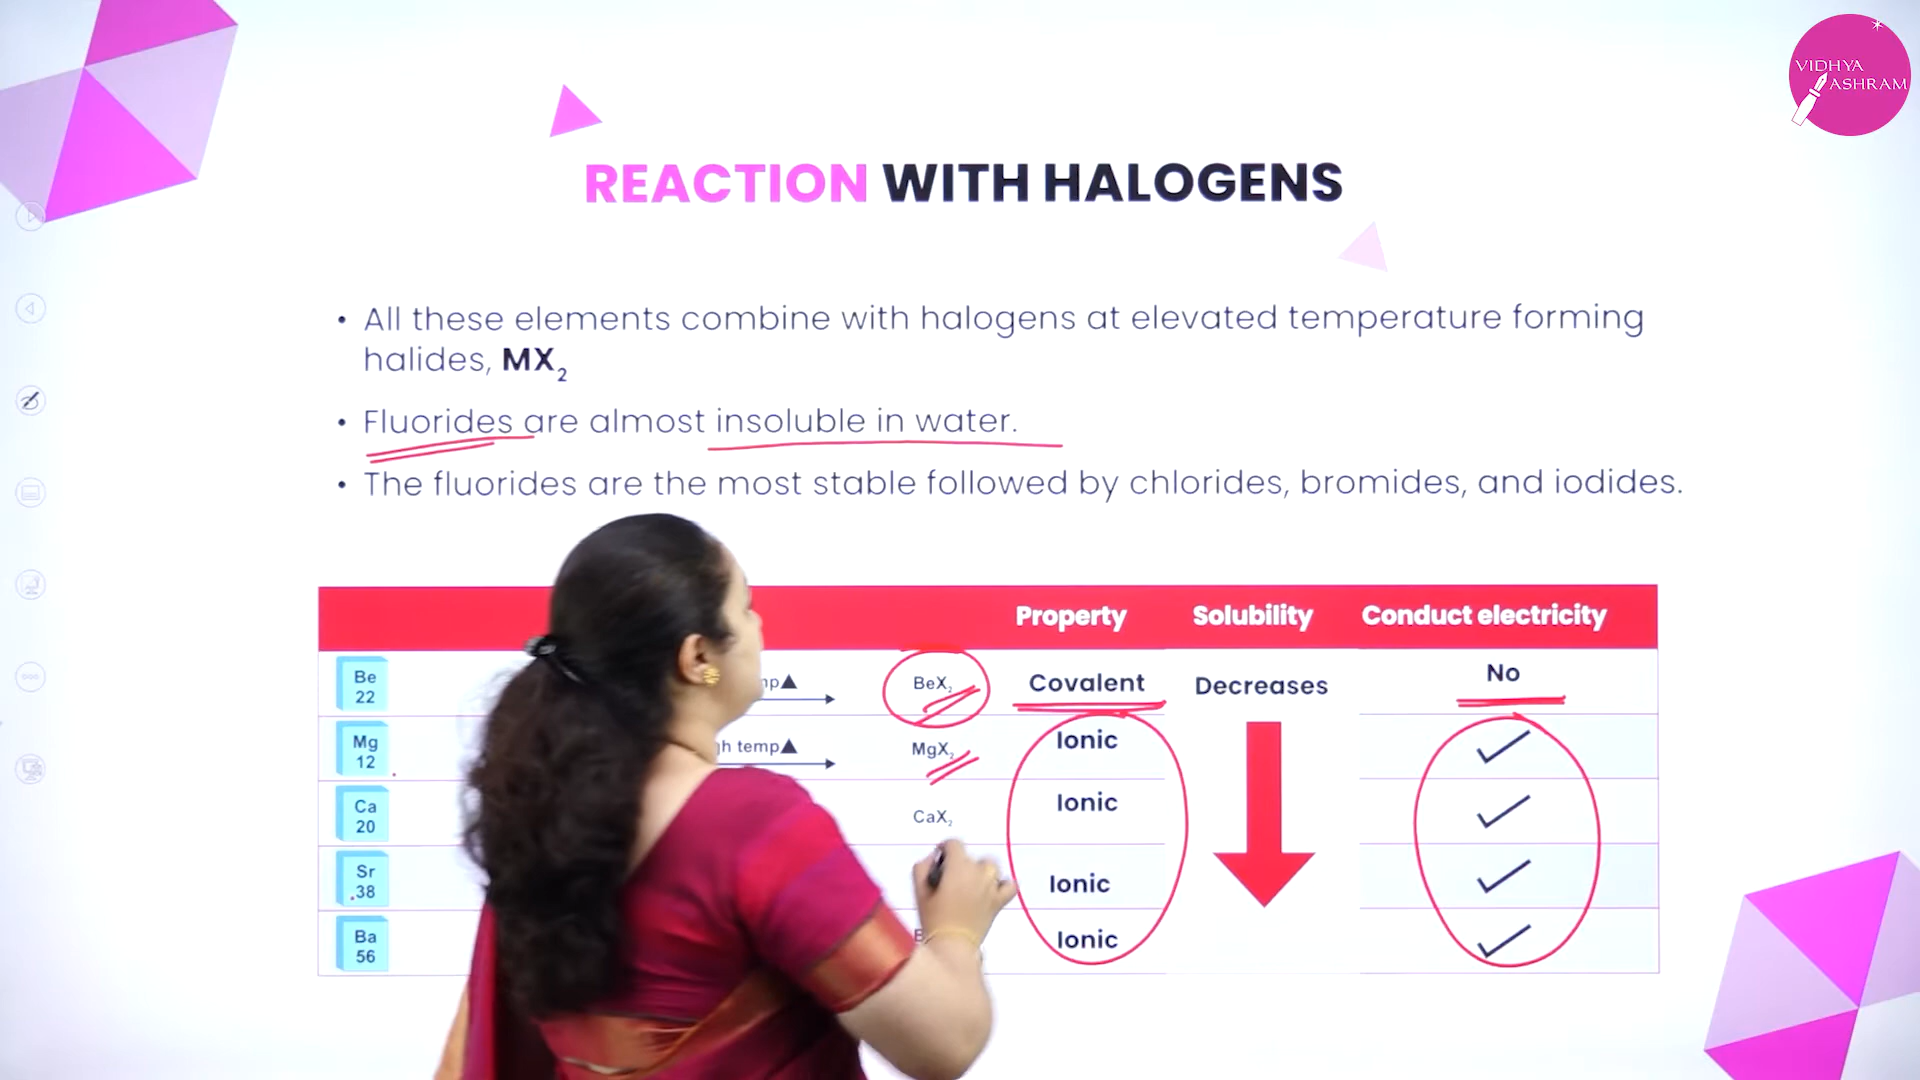 VIDHYA
ASHRAM
REACTION WITH HALOGENS
• All these elements combine with halogens at elevated temperature forming
halides, MX₂
• Fluorides are almost insoluble in water.
• The fluorides are the most stable followed by chlorides, bromides, and iodides.
Property Solubility Conduct electricity
Be
22
BeX₂ Covalent Decreases No
Mg
12
temp▲ MgX₂ Ionic ✓
Ca
20
CaX₂ Ionic ✓
Sr
38
Ionic ✓
Ba
56
Ionic ✓